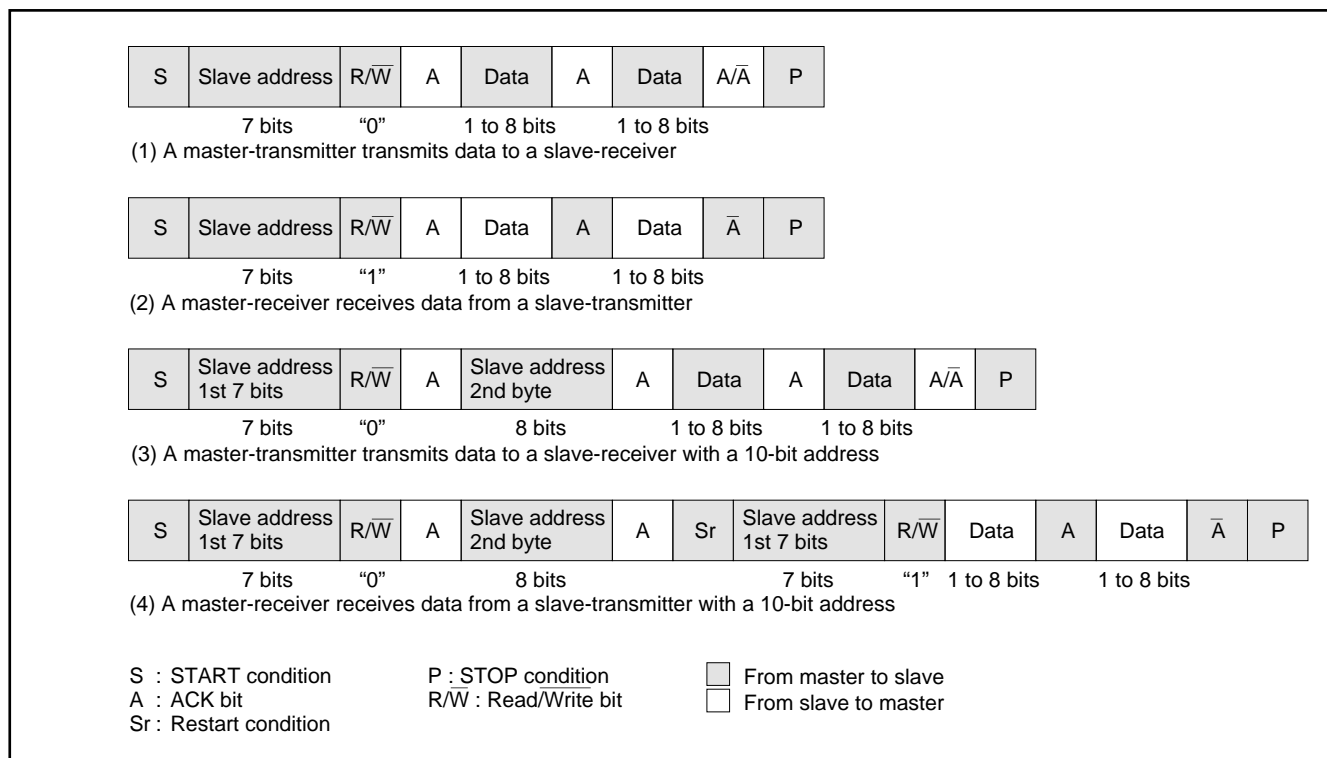 S Slave address R/W̅ A Data A Data A/A̅ P
7 bits “0” 1 to 8 bits 1 to 8 bits
(1) A master-transmitter transmits data to a slave-receiver
S Slave address R/W̅ A Data A Data A̅ P
7 bits “1” 1 to 8 bits 1 to 8 bits
(2) A master-receiver receives data from a slave-transmitter
S Slave address 1st 7 bits R/W̅ A Slave address 2nd byte A Data A Data A/A̅ P
7 bits “0” 8 bits 1 to 8 bits 1 to 8 bits
(3) A master-transmitter transmits data to a slave-receiver with a 10-bit address
S Slave address 1st 7 bits R/W̅ A Slave address 2nd byte A Sr Slave address 1st 7 bits R/W̅ Data A Data A̅ P
7 bits “0” 8 bits 7 bits “1” 1 to 8 bits 1 to 8 bits
(4) A master-receiver receives data from a slave-transmitter with a 10-bit address
S : START condition P : STOP condition From master to slave
A : ACK bit R/W̅ : Read/W̅r̅i̅t̅e̅ bit From slave to master
Sr : Restart condition